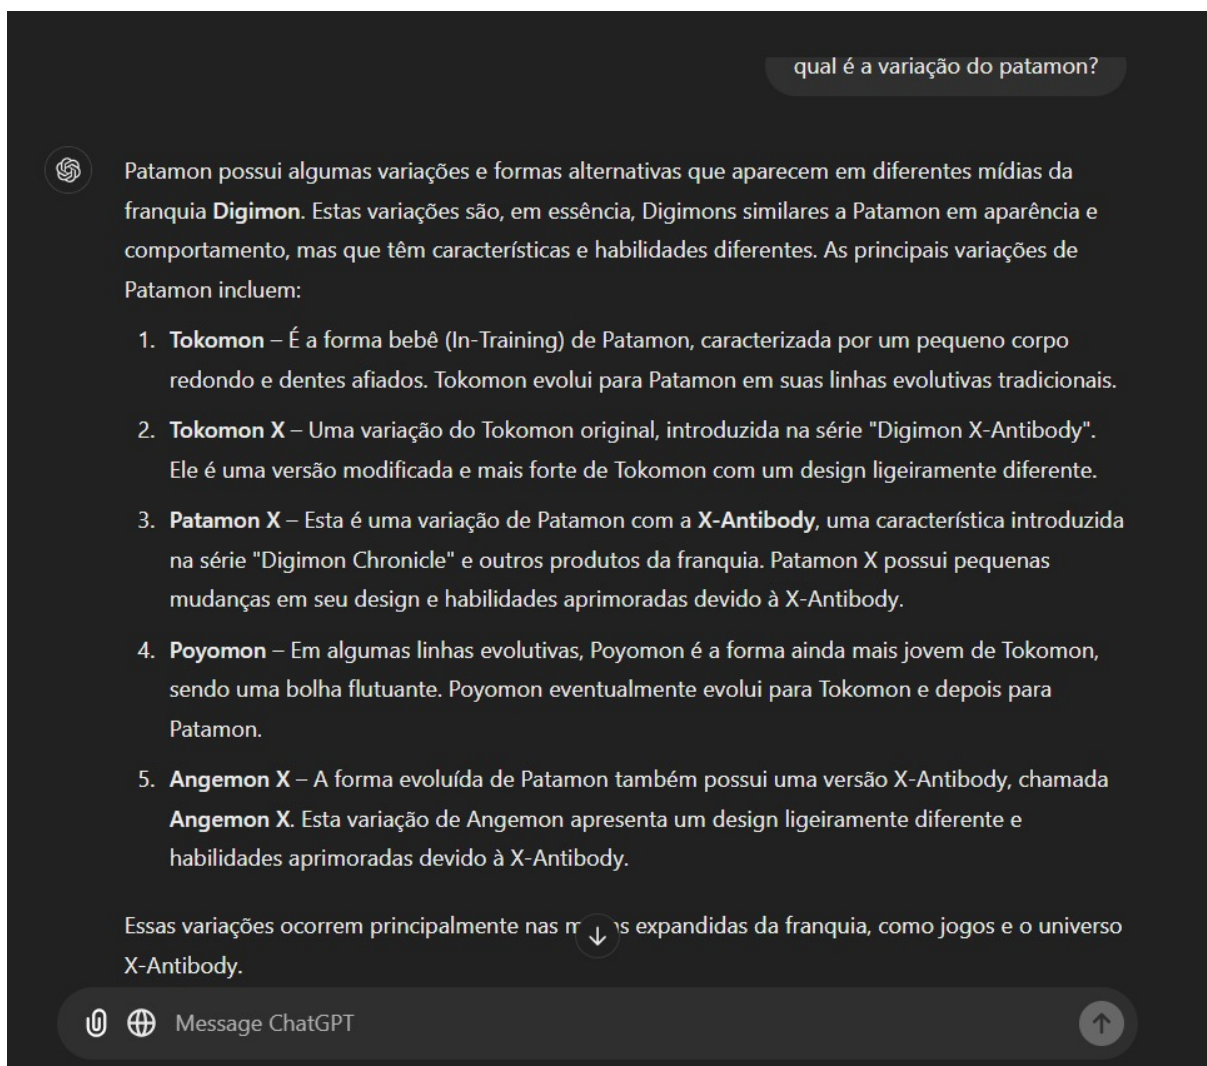 qual é a variação do patamon?
Patamon possui algumas variações e formas alternativas que aparecem em diferentes mídias da
franquia Digimon. Estas variações são, em essência, Digimons similares a Patamon em aparência e
comportamento, mas que têm características e habilidades diferentes. As principais variações de
Patamon incluem:
1. Tokomon – É a forma bebê (In-Training) de Patamon, caracterizada por um pequeno corpo
redondo e dentes afiados. Tokomon evolui para Patamon em suas linhas evolutivas tradicionais.
2. Tokomon X – Uma variação do Tokomon original, introduzida na série "Digimon X-Antibody".
Ele é uma versão modificada e mais forte de Tokomon com um design ligeiramente diferente.
3. Patamon X – Esta é uma variação de Patamon com a X-Antibody, uma característica introduzida
na série "Digimon Chronicle" e outros produtos da franquia. Patamon X possui pequenas
mudanças em seu design e habilidades aprimoradas devido à X-Antibody.
4. Poyomon – Em algumas linhas evolutivas, Poyomon é a forma ainda mais jovem de Tokomon,
sendo uma bolha flutuante. Poyomon eventualmente evolui para Tokomon e depois para
Patamon.
5. Angemon X – A forma evoluída de Patamon também possui uma versão X-Antibody, chamada
Angemon X. Esta variação de Angemon apresenta um design ligeiramente diferente e
habilidades aprimoradas devido à X-Antibody.
Essas variações ocorrem principalmente nas expandidas da franquia, como jogos e o universo
X-Antibody.
Message ChatGPT